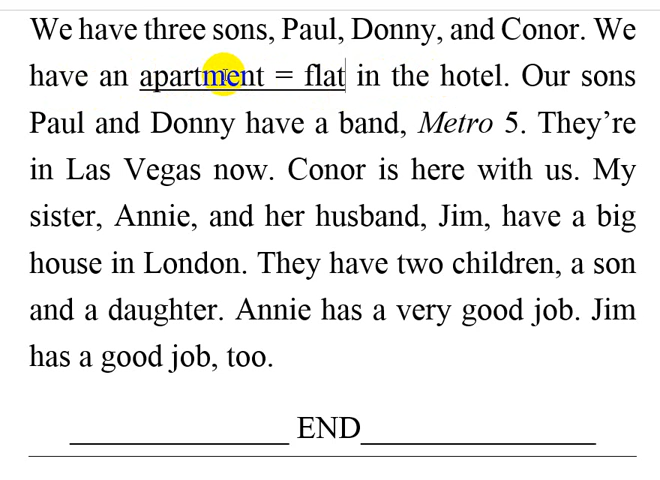 We have three sons, Paul, Donny, and Conor. We
have an apartment = flat in the hotel. Our sons
Paul and Donny have a band, Metro 5. They’re
in Las Vegas now. Conor is here with us. My
sister, Annie, and her husband, Jim, have a big
house in London. They have two children, a son
and a daughter. Annie has a very good job. Jim
has a good job, too.
END